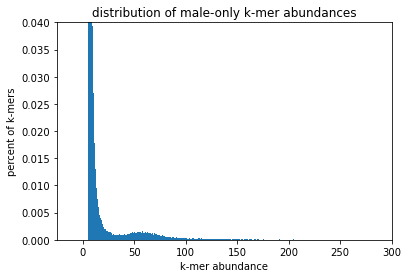 distribution of male-only k-mer abundances
percent of k-mers
0.040
0.035
0.030
0.025
0.020
0.015
0.010
0.005
0.000
0 50 100 150 200 250 300
k-mer abundance